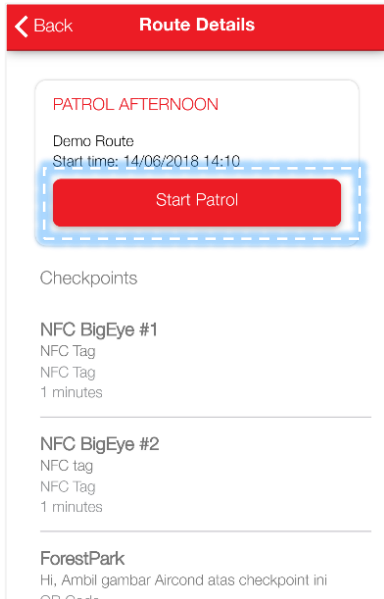 Back
Route Details
PATROL AFTERNOON
Demo Route
Start time: 14/06/2018 14:10
Start Patrol
Checkpoints
NFC BigEye #1
NFC Tag
NFC Tag
1 minutes
NFC BigEye #2
NFC tag
NFC Tag
1 minutes
ForestPark
Hi, Ambil gambar Aircond atas checkpoint ini
QR Code